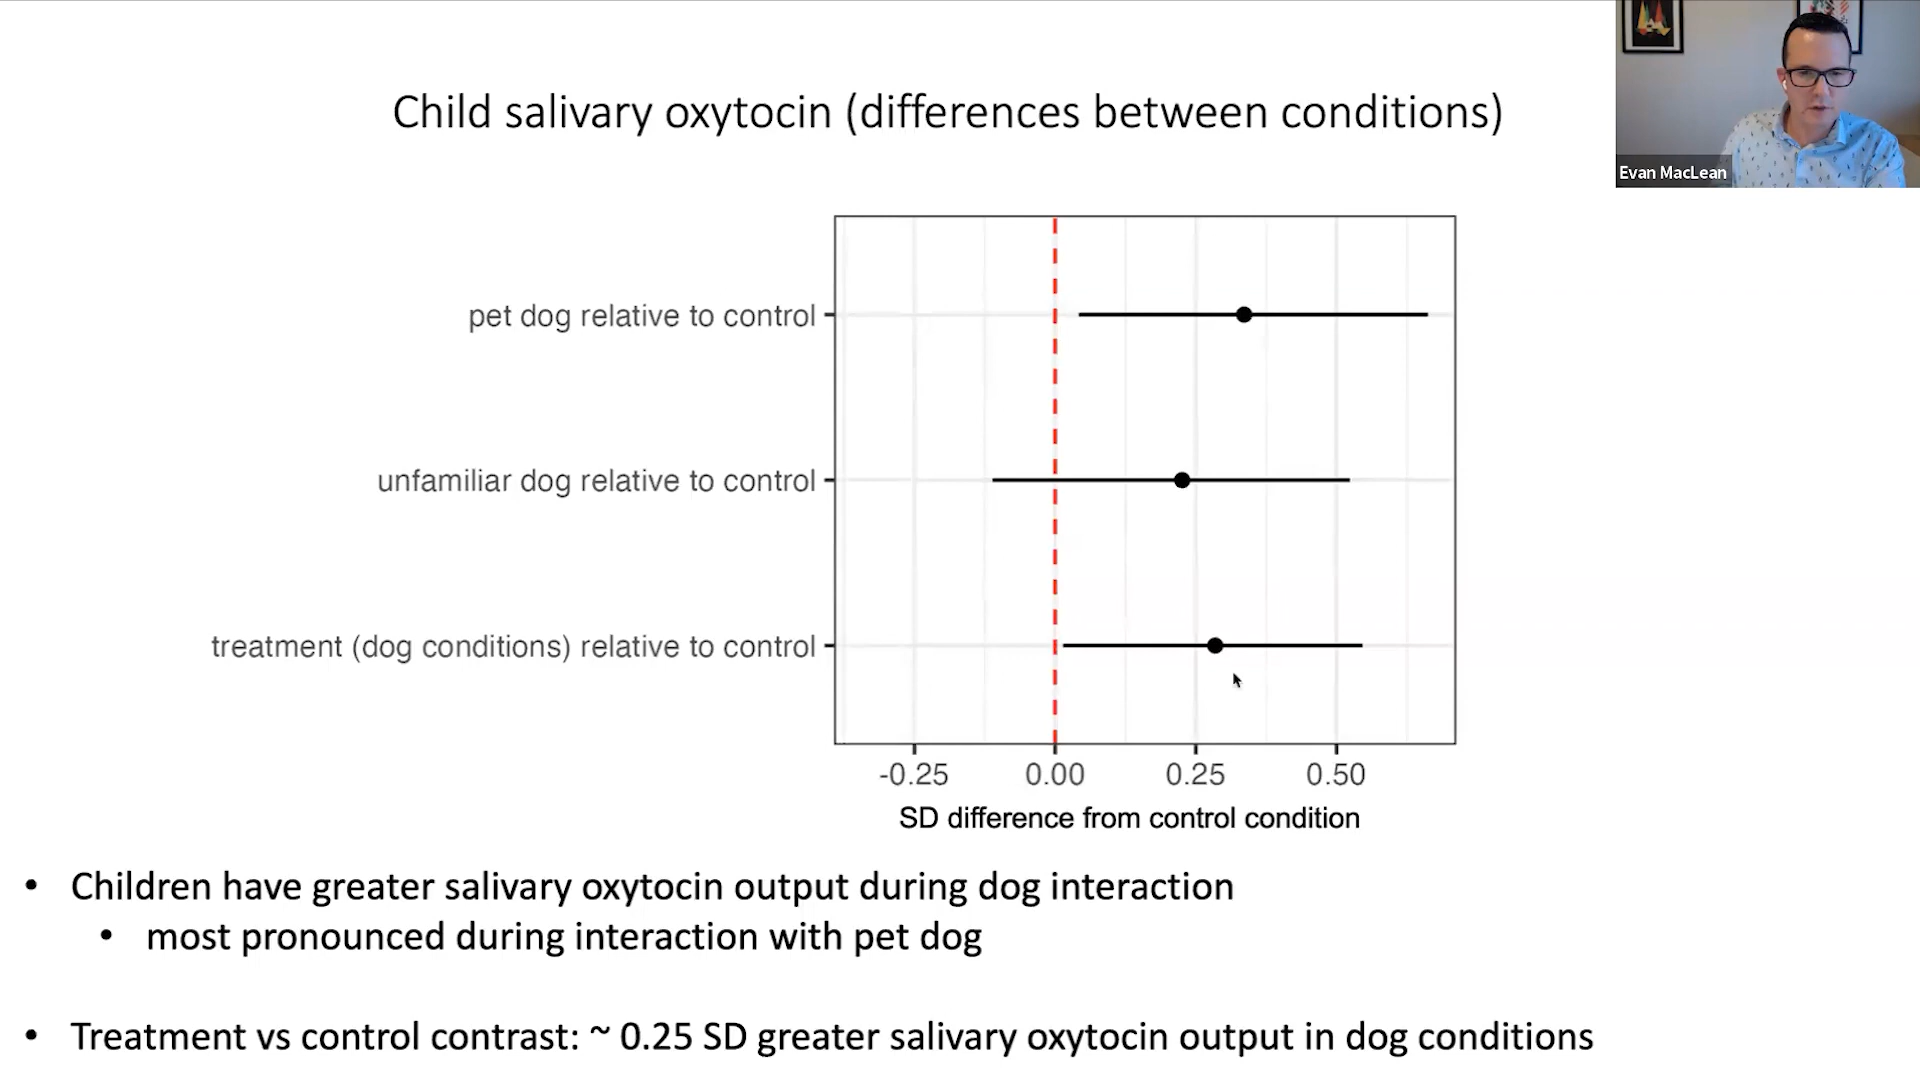 Child salivary oxytocin (differences between conditions)
Evan MacLean
pet dog relative to control
unfamiliar dog relative to control
treatment (dog conditions) relative to control
-0.25 0.00 0.25 0.50
SD difference from control condition
• Children have greater salivary oxytocin output during dog interaction
• most pronounced during interaction with pet dog
• Treatment vs control contrast: ~ 0.25 SD greater salivary oxytocin output in dog conditions